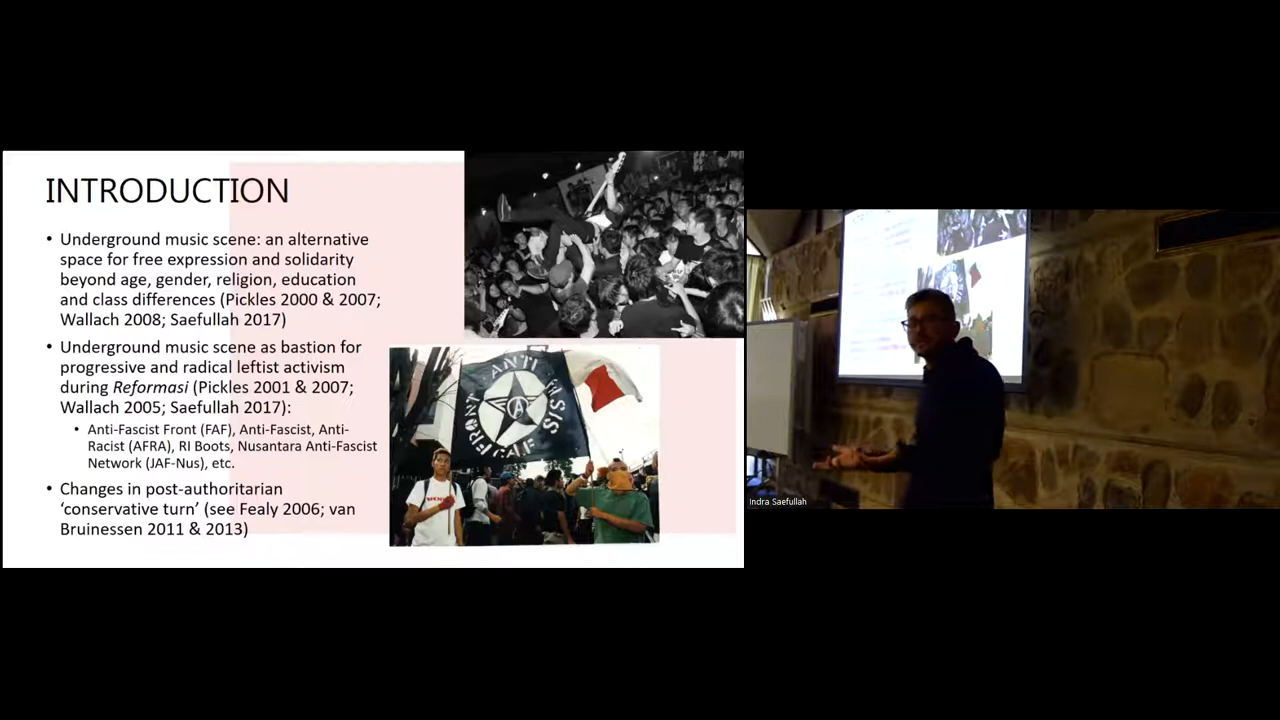 INTRODUCTION
• Underground music scene: an alternative
space for free expression and solidarity
beyond age, gender, religion, education
and class differences (Pickles 2000 & 2007;
Wallach 2008; Saefullah 2017)
• Underground music scene as bastion for
progressive and radical leftist activism
during Reformasi (Pickles 2001 & 2007;
Wallach 2005; Saefullah 2017):
• Anti-Fascist Front (FAF), Anti-Fascist, Anti-
Racist (AFRA), RI Boots, Nusantara Anti-Fascist
Network (JAF-Nus), etc.
• Changes in post-authoritarian
‘conservative turn’ (see Fealy 2006; van
Bruinessen 2011 & 2013)
FRONT ANTI FASIS
Indra Saefullah